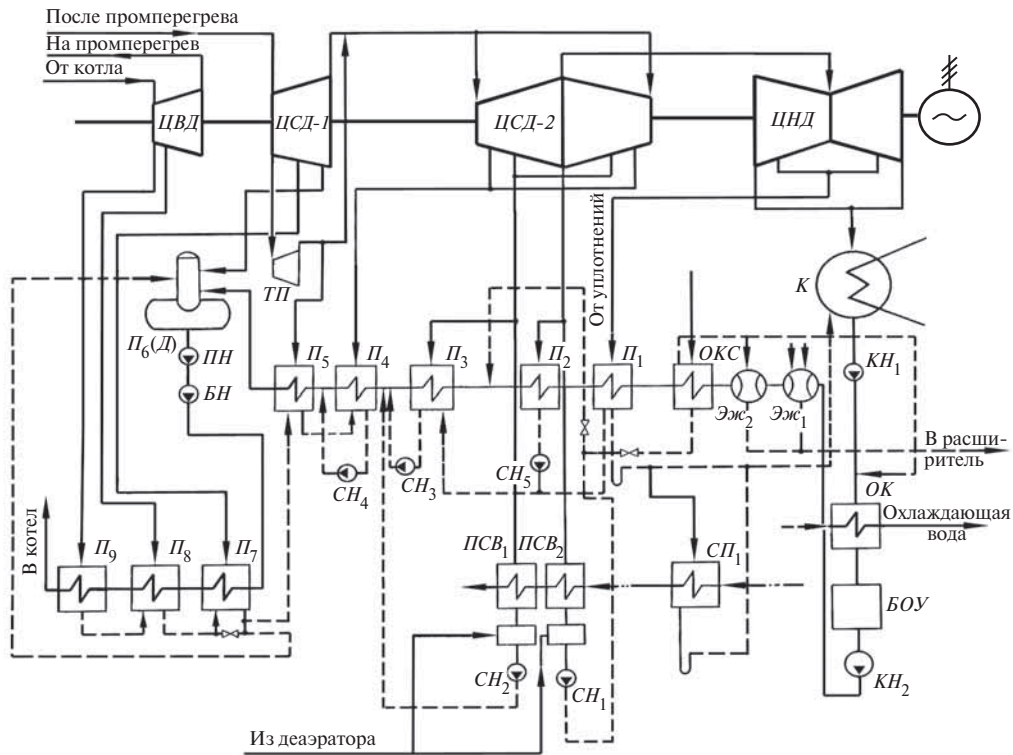 После промперегрева
На промперегрев
От котла
ЦВД
ЦСД-1
ЦСД-2
ЦНД
ТП
От уплотнений
К
П₆(Д)
ПН
БН
П₅
П₄
П₃
П₂
П₁
ОКС
Эж₂
Эж₁
КН₁
В расши-
ритель
СН₄
СН₃
СН₅
ОК
Охлаждающая
вода
В котел
П₉
П₈
П₇
ПСВ₁
ПСВ₂
СП₁
БОУ
СН₂
СН₁
КН₂
Из деаэратора